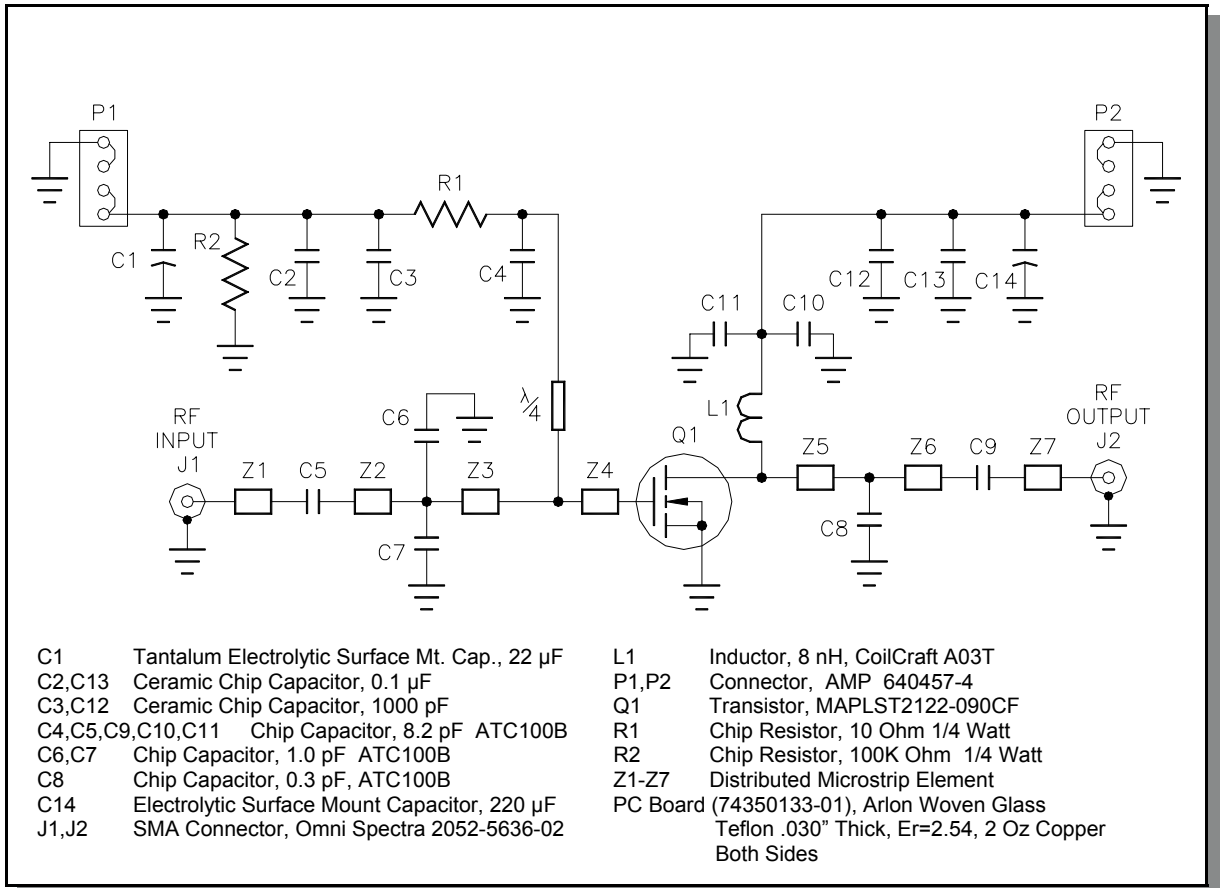 P1
P2
R1
R2
C1
C2
C3
C4
C11
C10
C12
C13
C14
λ/4
C6
L1
RF
INPUT
J1
Q1
RF
OUTPUT
J2
Z1
C5
Z2
Z3
Z4
Z5
Z6
C9
Z7
C7
C8
C1 Tantalum Electrolytic Surface Mt. Cap., 22 µF
C2,C13 Ceramic Chip Capacitor, 0.1 µF
C3,C12 Ceramic Chip Capacitor, 1000 pF
C4,C5,C9,C10,C11 Chip Capacitor, 8.2 pF ATC100B
C6,C7 Chip Capacitor, 1.0 pF ATC100B
C8 Chip Capacitor, 0.3 pF, ATC100B
C14 Electrolytic Surface Mount Capacitor, 220 µF
J1,J2 SMA Connector, Omni Spectra 2052-5636-02
L1 Inductor, 8 nH, CoilCraft A03T
P1,P2 Connector, AMP 640457-4
Q1 Transistor, MAPLST2122-090CF
R1 Chip Resistor, 10 Ohm 1/4 Watt
R2 Chip Resistor, 100K Ohm 1/4 Watt
Z1-Z7 Distributed Microstrip Element
PC Board (74350133-01), Arlon Woven Glass
Teflon .030” Thick, Er=2.54, 2 Oz Copper
Both Sides